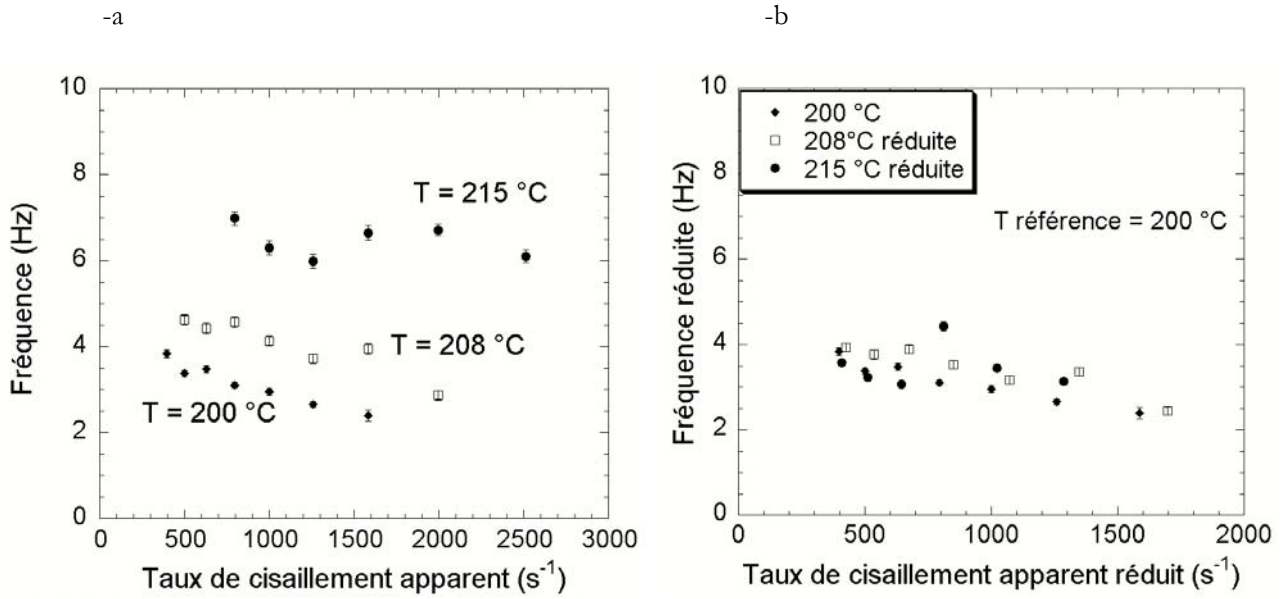 -a
-b
10
8
6
4
2
0
Fréquence (Hz)
T = 215 °C
T = 208 °C
T = 200 °C
0 500 1000 1500 2000 2500 3000
Taux de cisaillement apparent (s-1)
10
8
6
4
2
0
Fréquence réduite (Hz)
200 °C
208°C réduite
215 °C réduite
T référence = 200 °C
0 500 1000 1500 2000
Taux de cisaillement apparent réduit (s-1)